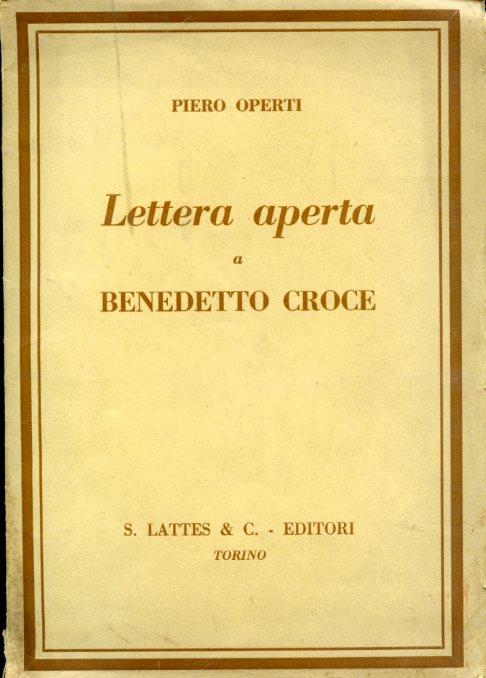 PIERO OPERTI
Lettera aperta
a
BENEDETTO CROCE
S. LATTES & C. - EDITORI
TORINO